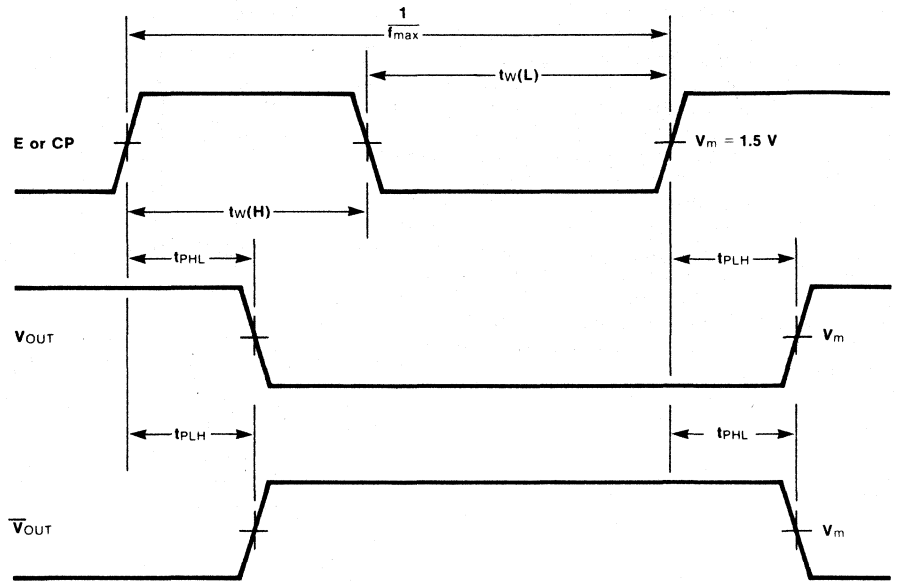 1
fmax
tW(L)
E or CP
Vm = 1.5 V
tW(H)
tPHL
tPLH
VOUT
Vm
tPLH
tPHL
V̅OUT
Vm